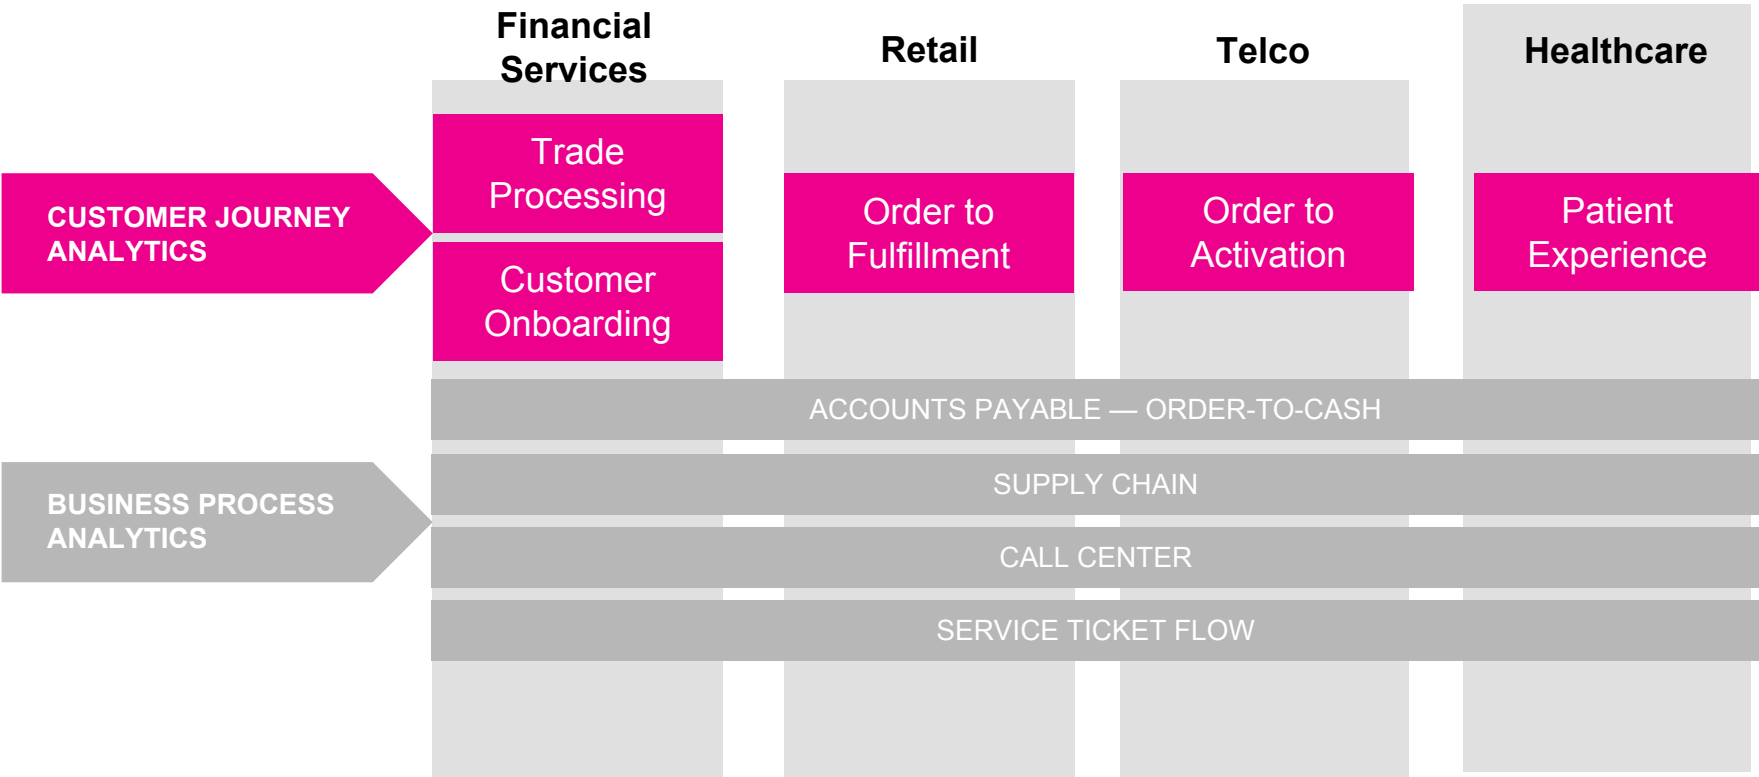 Financial
Services
Retail
Telco
Healthcare
CUSTOMER JOURNEY
ANALYTICS
Trade
Processing
Customer
Onboarding
Order to
Fulfillment
Order to
Activation
Patient
Experience
BUSINESS PROCESS
ANALYTICS
ACCOUNTS PAYABLE — ORDER-TO-CASH
SUPPLY CHAIN
CALL CENTER
SERVICE TICKET FLOW